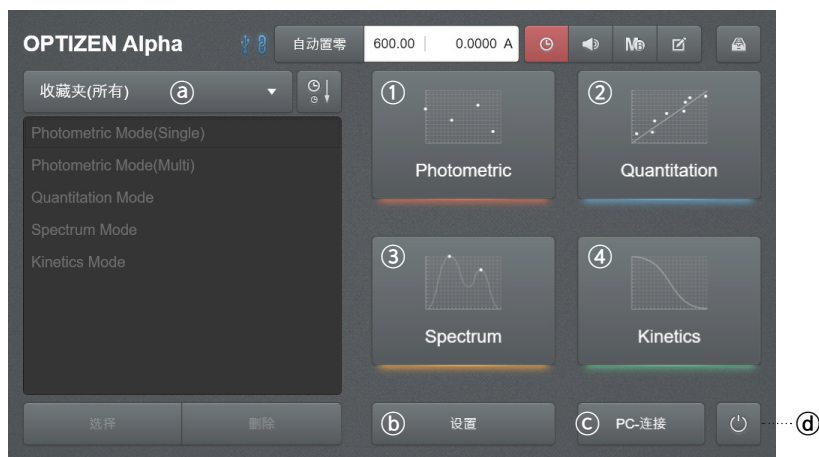 OPTIZEN Alpha
自动置零
600.00
0.0000 A
收藏夹(所有) ⓐ
Photometric Mode(Single)
Photometric Mode(Multi)
Quantitation Mode
Spectrum Mode
Kinetics Mode
选择
删除
①
Photometric
②
Quantitation
③
Spectrum
④
Kinetics
ⓑ 设置
ⓒ PC-连接
ⓓ